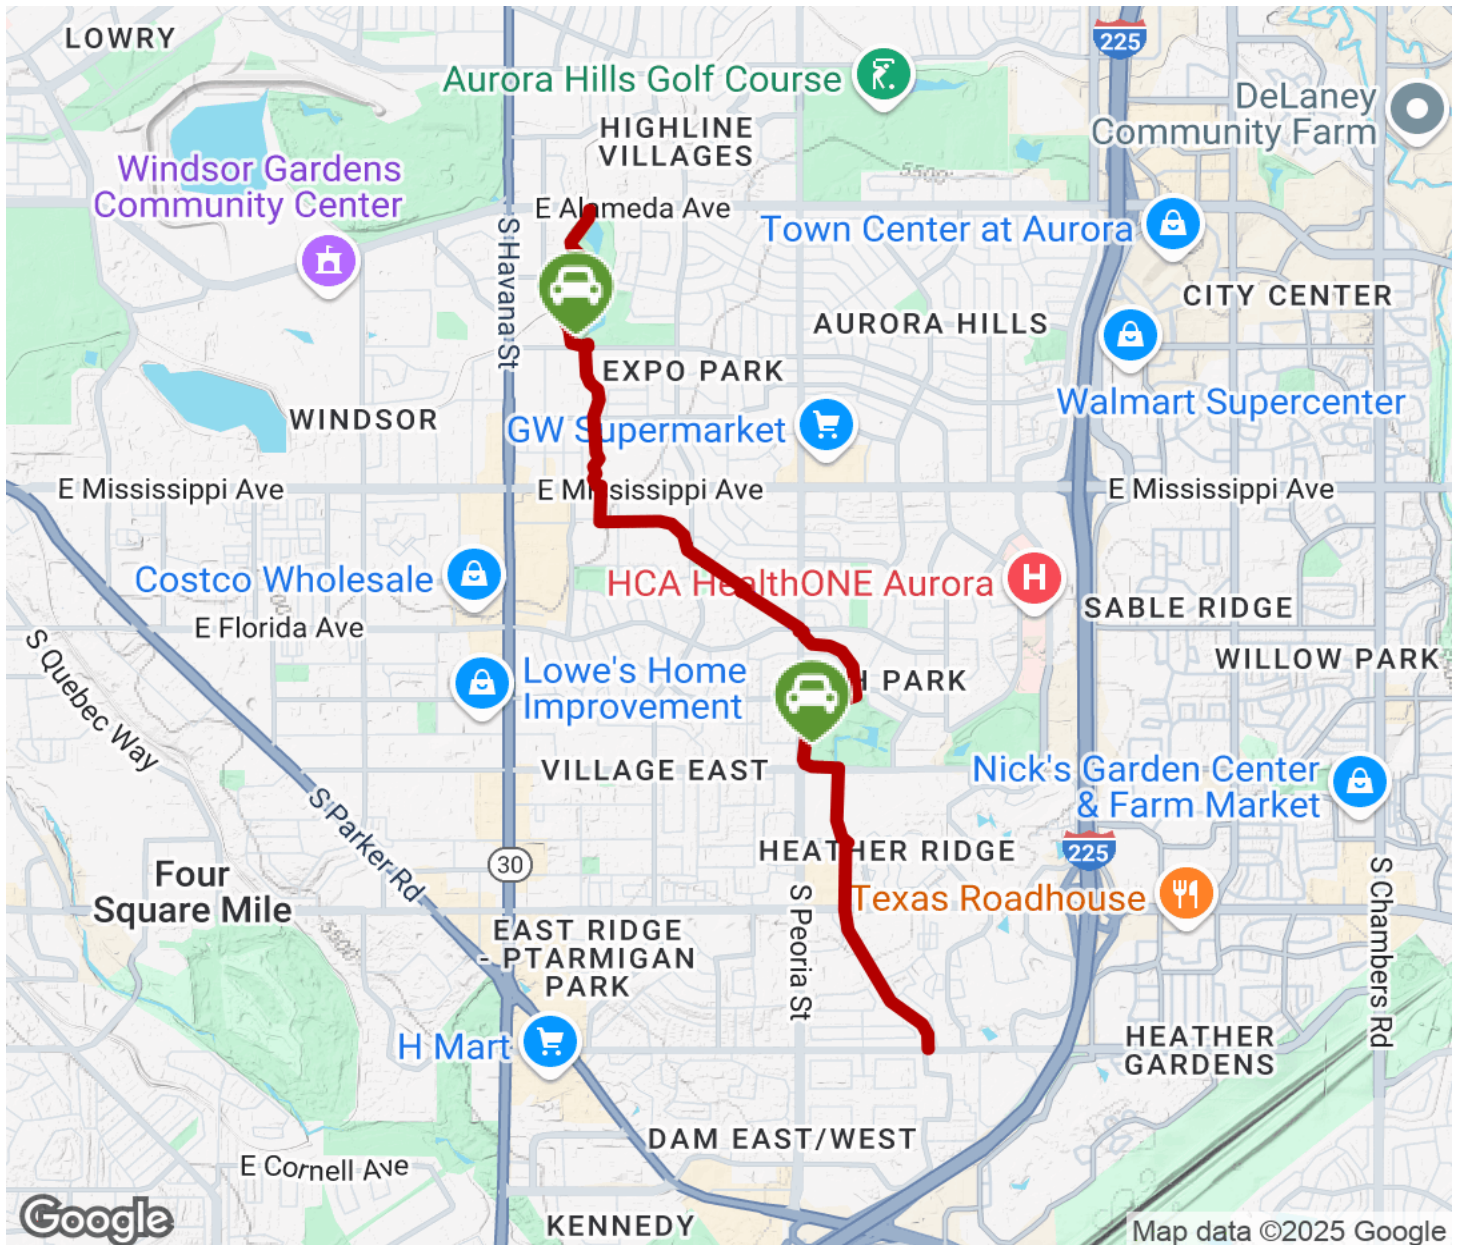 LOWRY
225
Aurora Hills Golf Course
DeLaney
Community Farm
HIGHLINE
VILLAGES
5500
Windsor Gardens
Community Center
E Alameda Ave
Town Center at Aurora
S Havana St
CITY CENTER
AURORA HILLS
EXPO PARK
Walmart Supercenter
WINDSOR
GW Supermarket
E Mississippi Ave
E Mississippi Ave
E Mississippi Ave
Costco Wholesale
HCA HealthONE Aurora
H
SABLE RIDGE
E Florida Ave
S Quebec Way
Lowe's Home
Improvement
H PARK
WILLOW PARK
VILLAGE EAST
Nick's Garden Center
& Farm Market
S Parker Rd
HEATHER RIDGE
225
30
Four
Square Mile
S Peoria St
Texas Roadhouse
S Chambers Rd
5500
EAST RIDGE
- PTARMIGAN
PARK
H Mart
HEATHER
GARDENS
DAM EAST/WEST
E Cornell Ave
Google
KENNEDY
Map data ©2025 Google